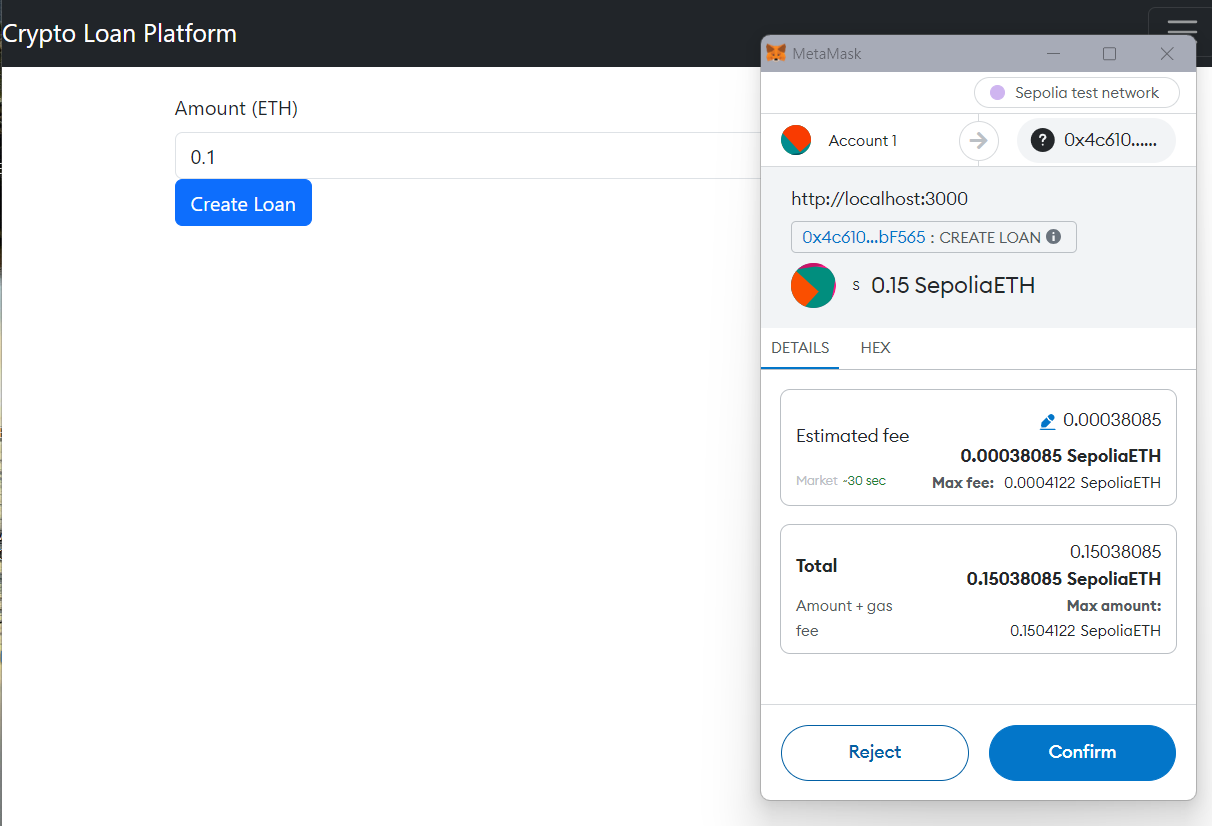 Crypto Loan Platform
Amount (ETH)
0.1
Create Loan
MetaMask
Sepolia test network
Account 1
? 0x4c610......
http://localhost:3000
0x4c610...bF565 : CREATE LOAN
S 0.15 SepoliaETH
DETAILS HEX
0.00038085
Estimated fee
0.00038085 SepoliaETH
Market ~30 sec
Max fee: 0.0004122 SepoliaETH
0.15038085
Total
0.15038085 SepoliaETH
Amount + gas fee
Max amount:
0.1504122 SepoliaETH
Reject
Confirm